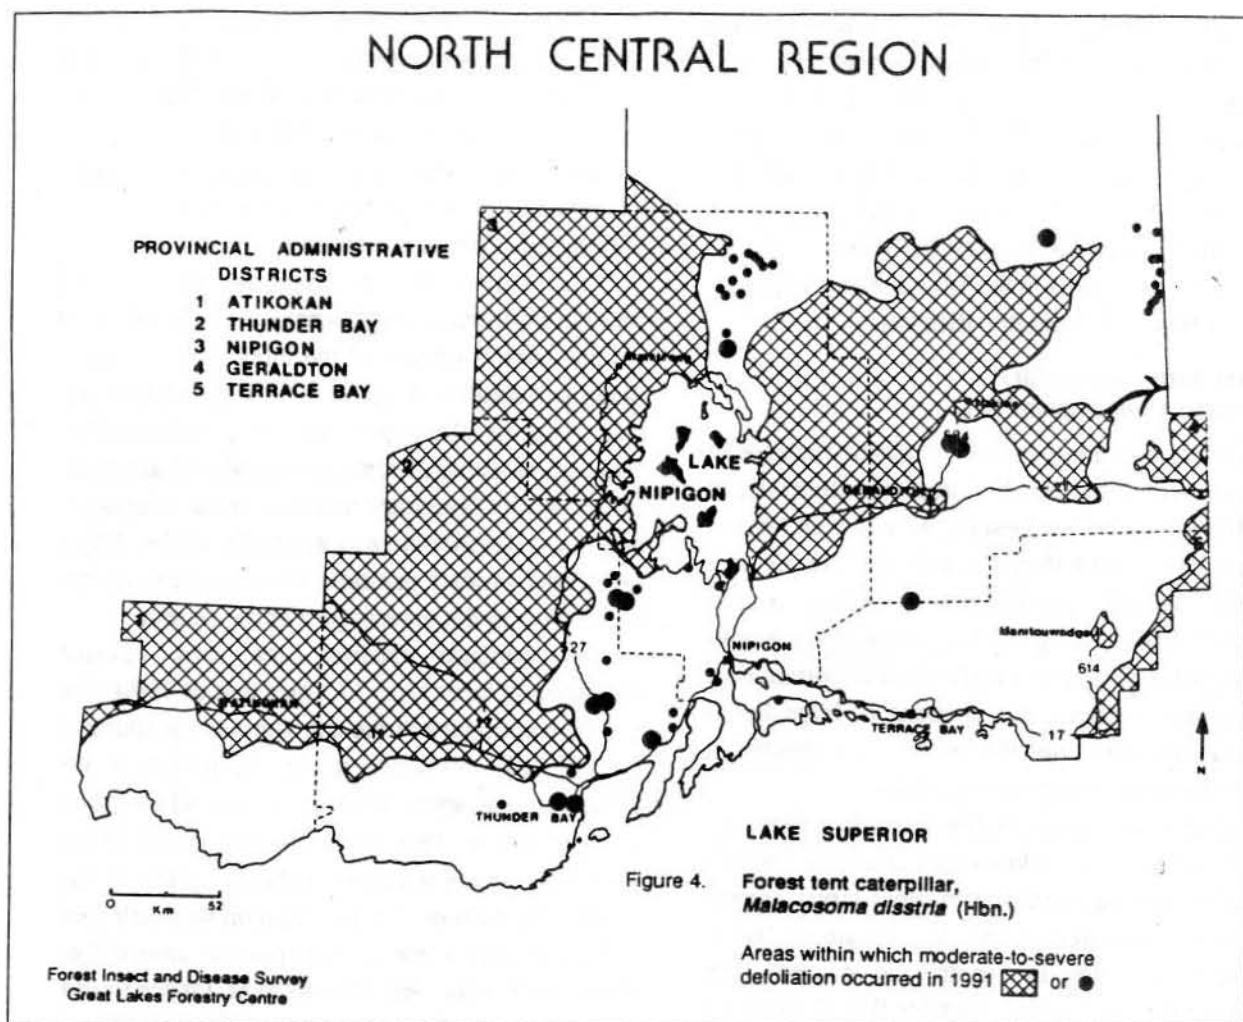 NORTH CENTRAL REGION
PROVINCIAL ADMINISTRATIVE
DISTRICTS
1 ATIKOKAN
2 THUNDER BAY
3 NIPIGON
4 GERALDTON
5 TERRACE BAY
3
LAKE
NIPIGON
2
527
NIPIGON
Manitouwadge
614
TERRACE BAY
17
N
THUNDER BAY
LAKE SUPERIOR
Figure 4.
Forest tent caterpillar,
Malacosoma disstria (Hbn.)
0 52
Km
Areas within which moderate-to-severe
defoliation occurred in 1991 or
Forest Insect and Disease Survey
Great Lakes Forestry Centre